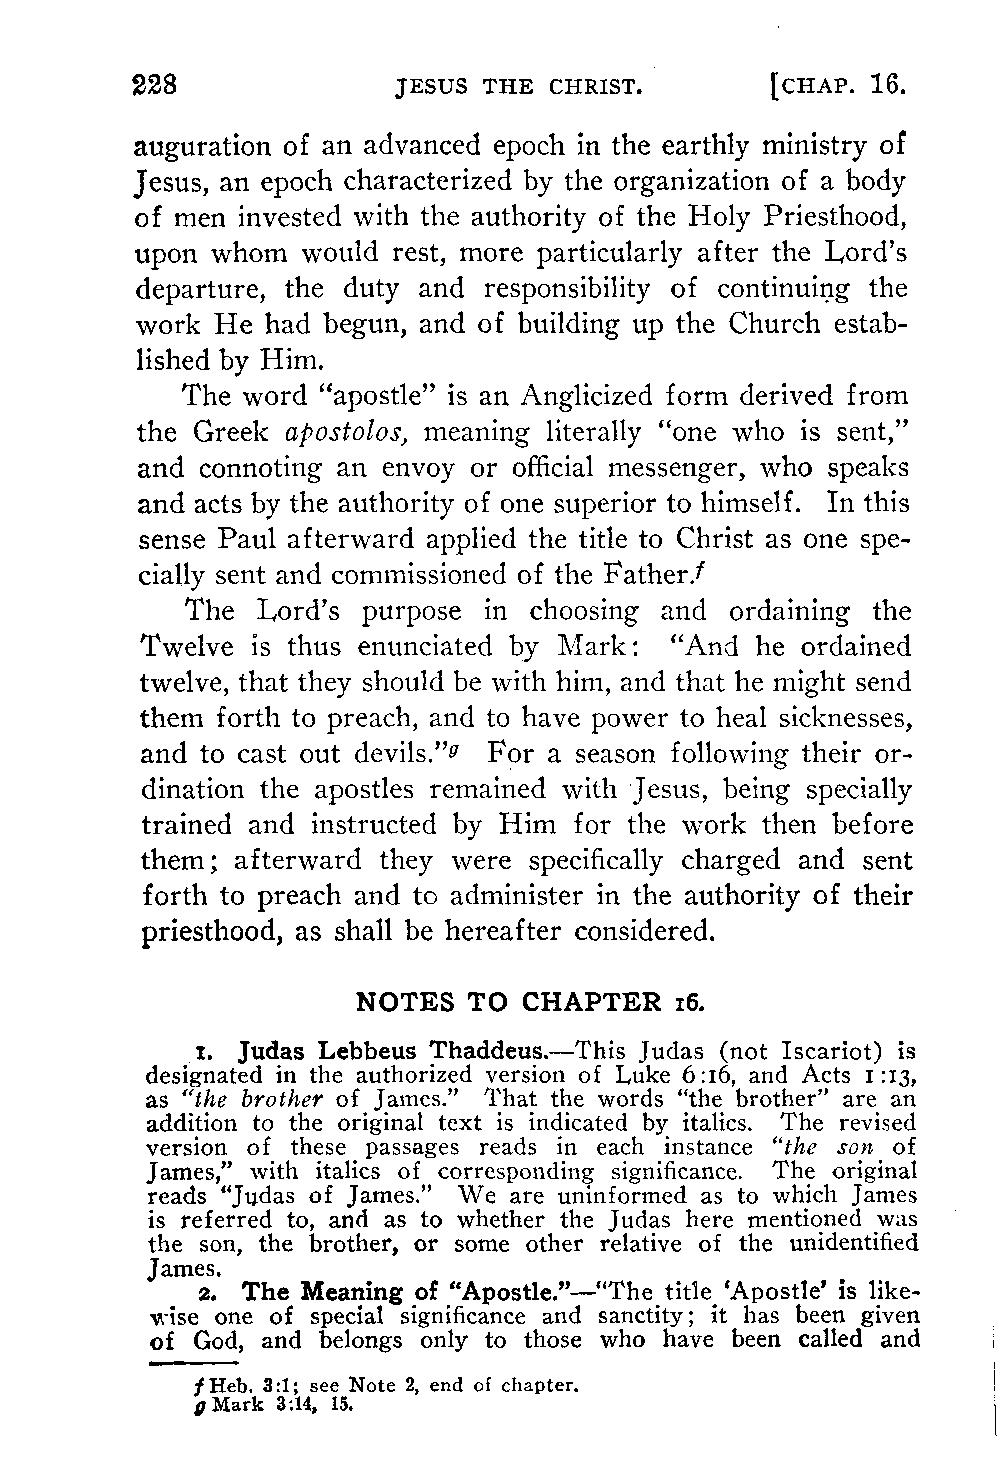 228 JESUS THE CHRIST. [CHAP. 16.
auguration of an advanced epoch in the earthly ministry of
Jesus, an epoch characterized by the organization of a body
of men invested with the authority of the Holy Priesthood,
upon whom would rest, more particularly after the Lord's
departure, the duty and responsibility of continuing the
work He had begun, and of building up the Church estab-
lished by Him.
The word “apostle” is an Anglicized form derived from
the Greek apostolos, meaning literally “one who is sent,”
and connoting an envoy or official messenger, who speaks
and acts by the authority of one superior to himself. In this
sense Paul afterward applied the title to Christ as one spe-
cially sent and commissioned of the Father.f
The Lord's purpose in choosing and ordaining the
Twelve is thus enunciated by Mark: “And he ordained
twelve, that they should be with him, and that he might send
them forth to preach, and to have power to heal sicknesses,
and to cast out devils.”g For a season following their or-
dination the apostles remained with Jesus, being specially
trained and instructed by Him for the work then before
them; afterward they were specifically charged and sent
forth to preach and to administer in the authority of their
priesthood, as shall be hereafter considered.
NOTES TO CHAPTER 16.
1. Judas Lebbeus Thaddeus.—This Judas (not Iscariot) is
designated in the authorized version of Luke 6:16, and Acts 1:13,
as “the brother of James.” That the words “the brother” are an
addition to the original text is indicated by italics. The revised
version of these passages reads in each instance “the son of
James,” with italics of corresponding significance. The original
reads “Judas of James.” We are uninformed as to which James
is referred to, and as to whether the Judas here mentioned was
the son, the brother, or some other relative of the unidentified
James.
2. The Meaning of “Apostle.”—“The title ‘Apostle’ is like-
wise one of special significance and sanctity; it has been given
of God, and belongs only to those who have been called and
f Heb. 3:1; see Note 2, end of chapter.
g Mark 3:14, 15.